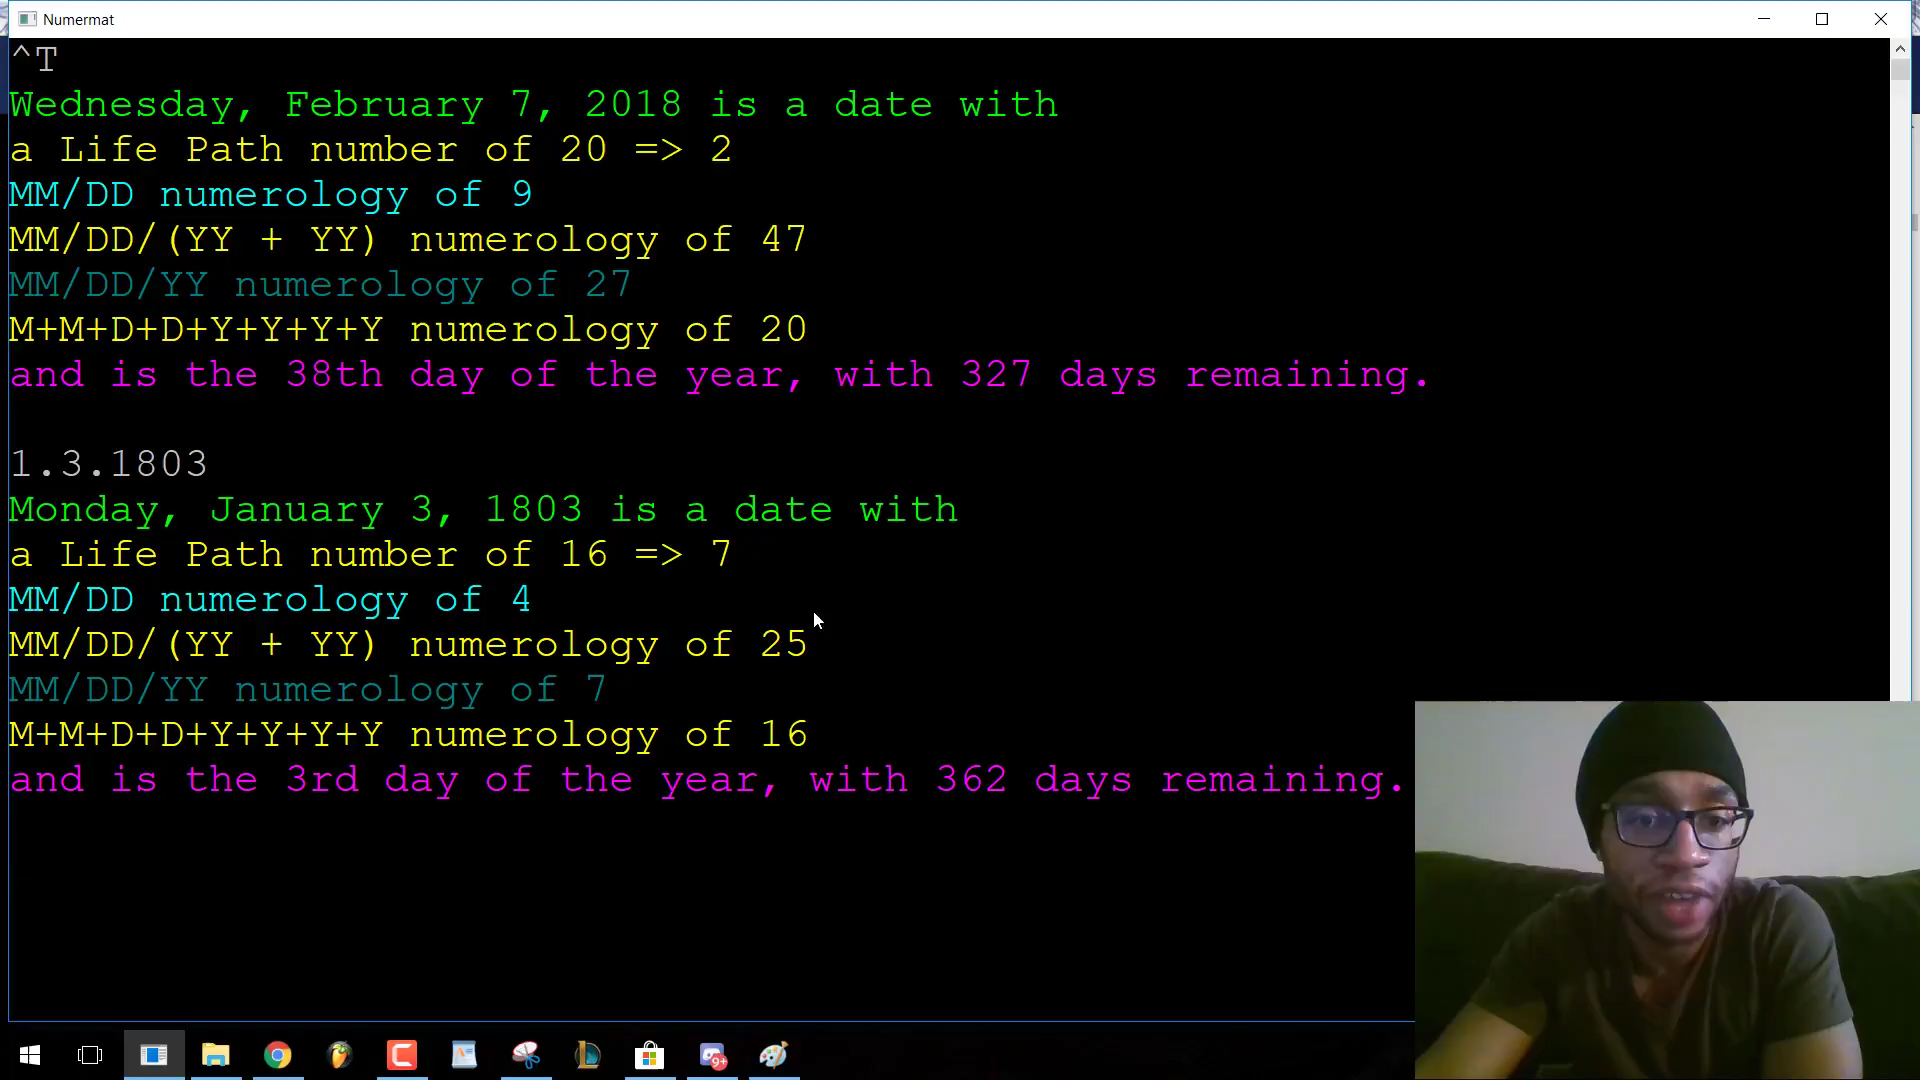 Numermat
^T
Wednesday, February 7, 2018 is a date with
a Life Path number of 20 => 2
MM/DD numerology of 9
MM/DD/(YY + YY) numerology of 47
MM/DD/YY numerology of 27
M+M+D+D+Y+Y+Y+Y numerology of 20
and is the 38th day of the year, with 327 days remaining.
1.3.1803
Monday, January 3, 1803 is a date with
a Life Path number of 16 => 7
MM/DD numerology of 4
MM/DD/(YY + YY) numerology of 25
MM/DD/YY numerology of 7
M+M+D+D+Y+Y+Y+Y numerology of 16
and is the 3rd day of the year, with 362 days remaining.
9+